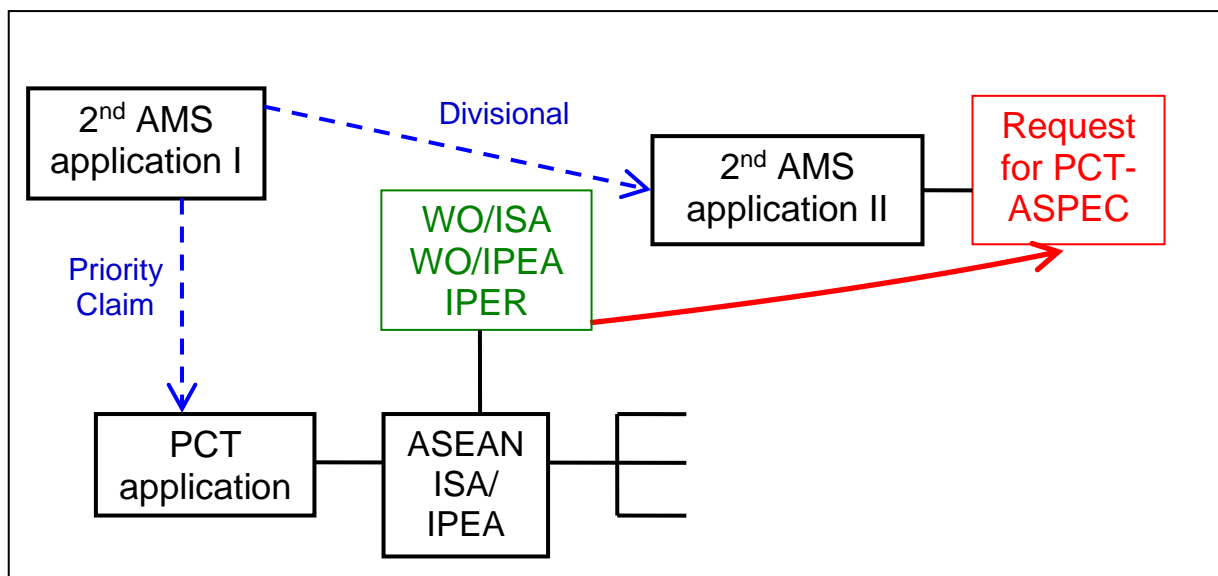 2nd AMS
application I
Divisional
2nd AMS
application II
Request
for PCT-
ASPEC
WO/ISA
WO/IPEA
IPER
Priority
Claim
PCT
application
ASEAN
ISA/
IPEA